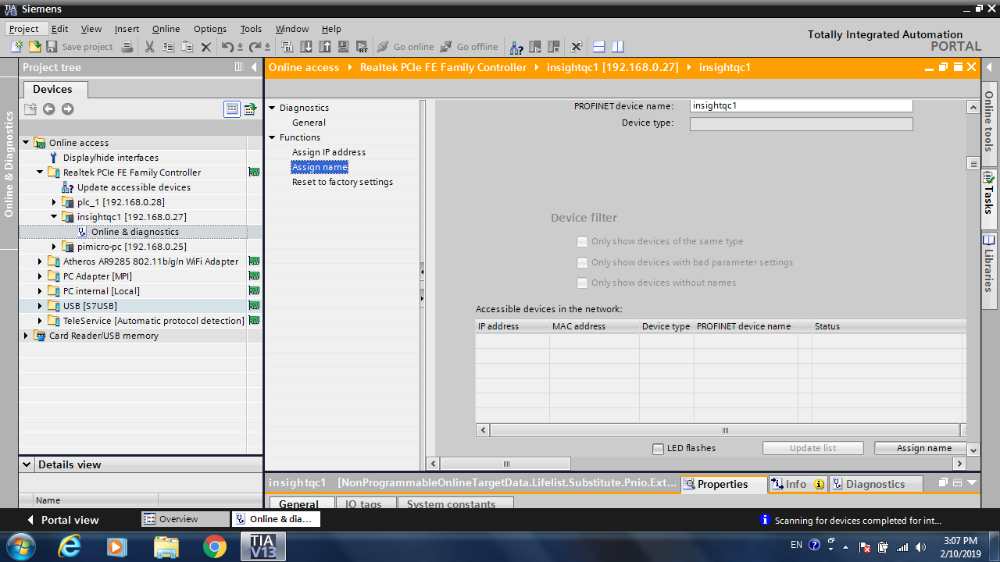 TIA V13 Siemens
Project Edit View Insert Online Options Tools Window Help
Totally Integrated Automation
PORTAL
Save project Go online Go offline
Project tree
Devices
Online & Diagnostics
Online access
Display/hide interfaces
Realtek PCIe FE Family Controller
Update accessible devices
plc_1 [192.168.0.28]
insightqc1 [192.168.0.27]
Online & diagnostics
pimicro-pc [192.168.0.25]
Atheros AR9285 802.11b/g/n WiFi Adapter
PC Adapter [MPI]
PC internal [Local]
USB [S7USB]
TeleService [Automatic protocol detection]
Card Reader/USB memory
Details view
Name
Online access Realtek PCIe FE Family Controller insightqc1 [192.168.0.27] insightqc1
Diagnostics
General
Functions
Assign IP address
Assign name
Reset to factory settings
PROFINET device name: insightqc1
Device type:
Device filter
Only show devices of the same type
Only show devices with bad parameter settings
Only show devices without names
Accessible devices in the network:
IP address MAC address Device type PROFINET device name Status
LED flashes Update list Assign name
insightqc1 [NonProgrammableOnlineTargetData.Lifelist.Substitute.Pnio.Ext...
Properties Info Diagnostics
General IO tags System constants
Online tools
Tasks
Libraries
Portal view Overview Online & dia... Scanning for devices completed for int...
TIA V13
EN
3:07 PM
2/10/2019